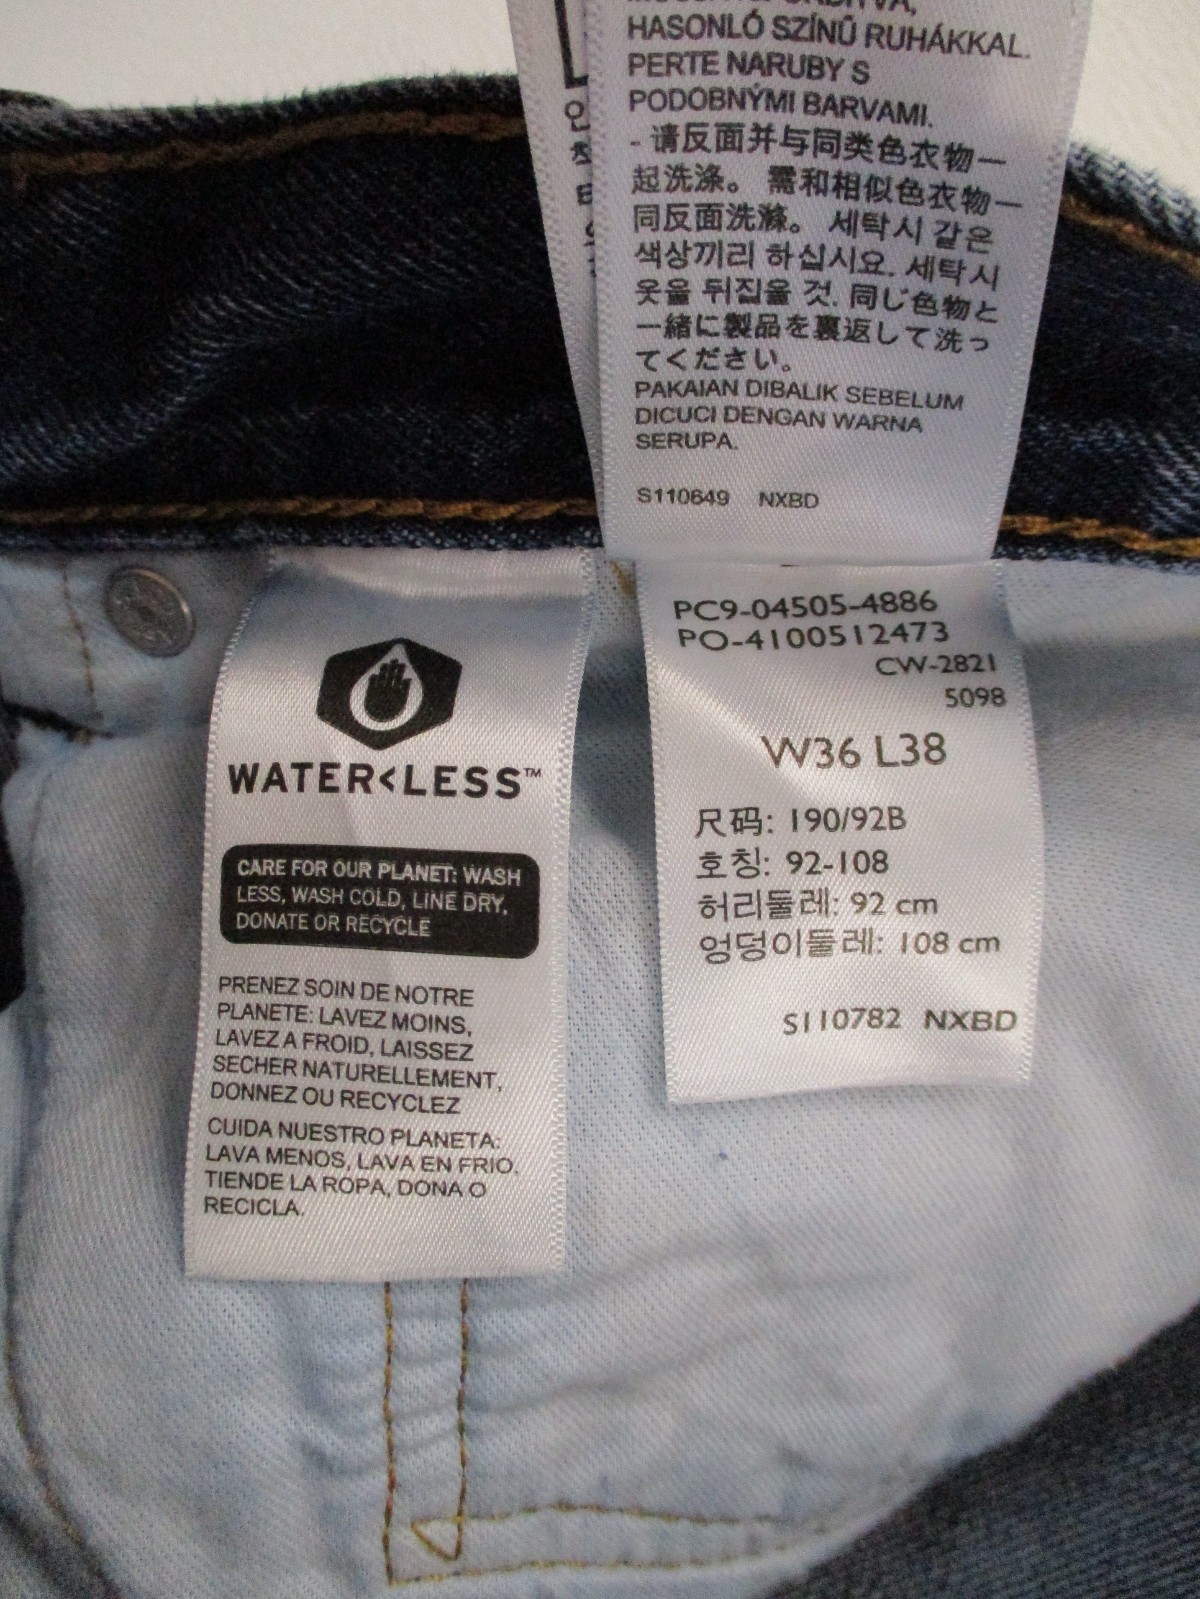 HASONLÓ SZÍNŰ RUHÁKKAL.
PERTE NARUBY S
PODOBNÝMI BARVAMI.
- 请反面并与同类色衣物一
起洗涤。 需和相似色衣物一
同反面洗滌。 세탁시 같은
색상끼리 하십시요. 세탁시
옷을 뒤집을 것. 同じ色物と
一緒に製品を裏返して洗っ
てください。
PAKAIAN DIBALIK SEBELUM
DICUCI DENGAN WARNA
SERUPA.
S110649 NXBD
WATER<LESS™
CARE FOR OUR PLANET: WASH
LESS, WASH COLD, LINE DRY,
DONATE OR RECYCLE
PRENEZ SOIN DE NOTRE
PLANETE: LAVEZ MOINS,
LAVEZ A FROID, LAISSEZ
SECHER NATURELLEMENT,
DONNEZ OU RECYCLEZ
CUIDA NUESTRO PLANETA:
LAVA MENOS, LAVA EN FRIO.
TIENDE LA ROPA, DONA O
RECICLA.
PC9-04505-4886
PO-4100512473
CW-2821
5098
W36 L38
尺码: 190/92B
호칭: 92-108
허리둘레: 92 cm
엉덩이둘레: 108 cm
S110782 NXBD